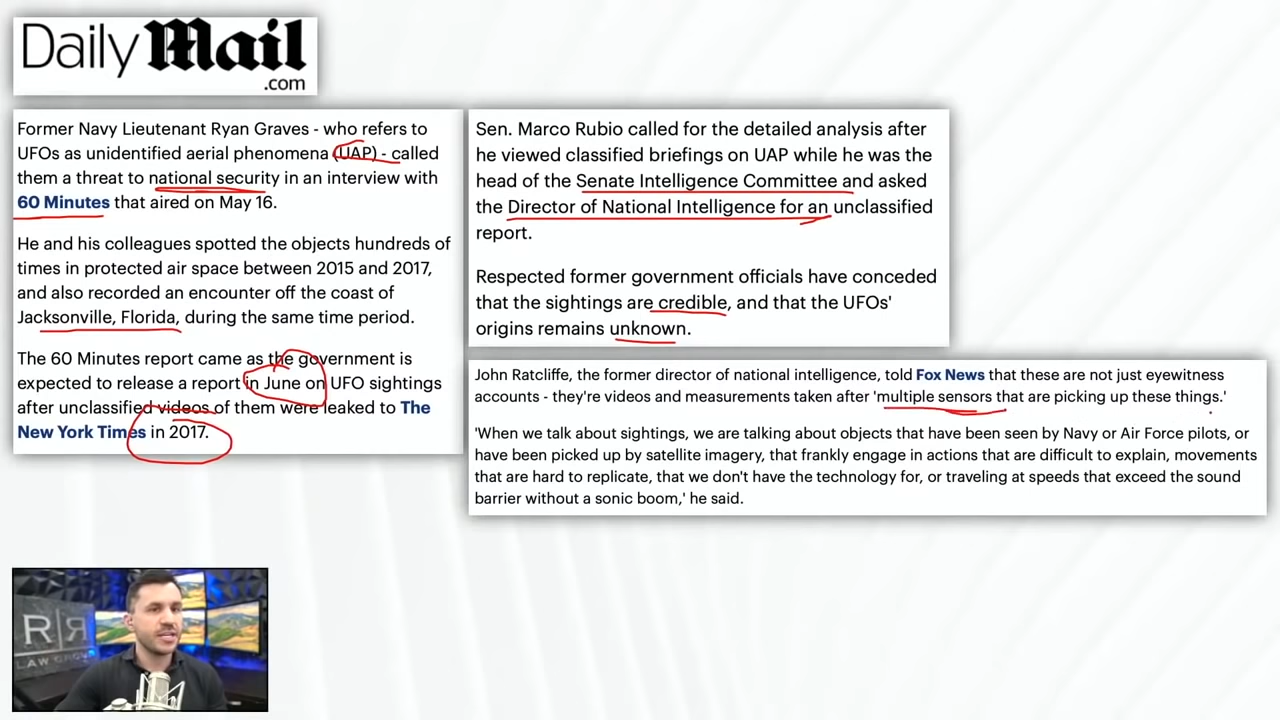 Daily Mail
.com
Former Navy Lieutenant Ryan Graves - who refers to
UFOs as unidentified aerial phenomena (UAP) - called
them a threat to national security in an interview with
60 Minutes that aired on May 16.
He and his colleagues spotted the objects hundreds of
times in protected air space between 2015 and 2017,
and also recorded an encounter off the coast of
Jacksonville, Florida, during the same time period.
The 60 Minutes report came as the government is
expected to release a report in June on UFO sightings
after unclassified videos of them were leaked to The
New York Times in 2017.
Sen. Marco Rubio called for the detailed analysis after
he viewed classified briefings on UAP while he was the
head of the Senate Intelligence Committee and asked
the Director of National Intelligence for an unclassified
report.
Respected former government officials have conceded
that the sightings are credible, and that the UFOs'
origins remains unknown.
John Ratcliffe, the former director of national intelligence, told Fox News that these are not just eyewitness
accounts - they're videos and measurements taken after 'multiple sensors that are picking up these things.'
'When we talk about sightings, we are talking about objects that have been seen by Navy or Air Force pilots, or
have been picked up by satellite imagery, that frankly engage in actions that are difficult to explain, movements
that are hard to replicate, that we don't have the technology for, or traveling at speeds that exceed the sound
barrier without a sonic boom,' he said.
R R
LAW GROUP